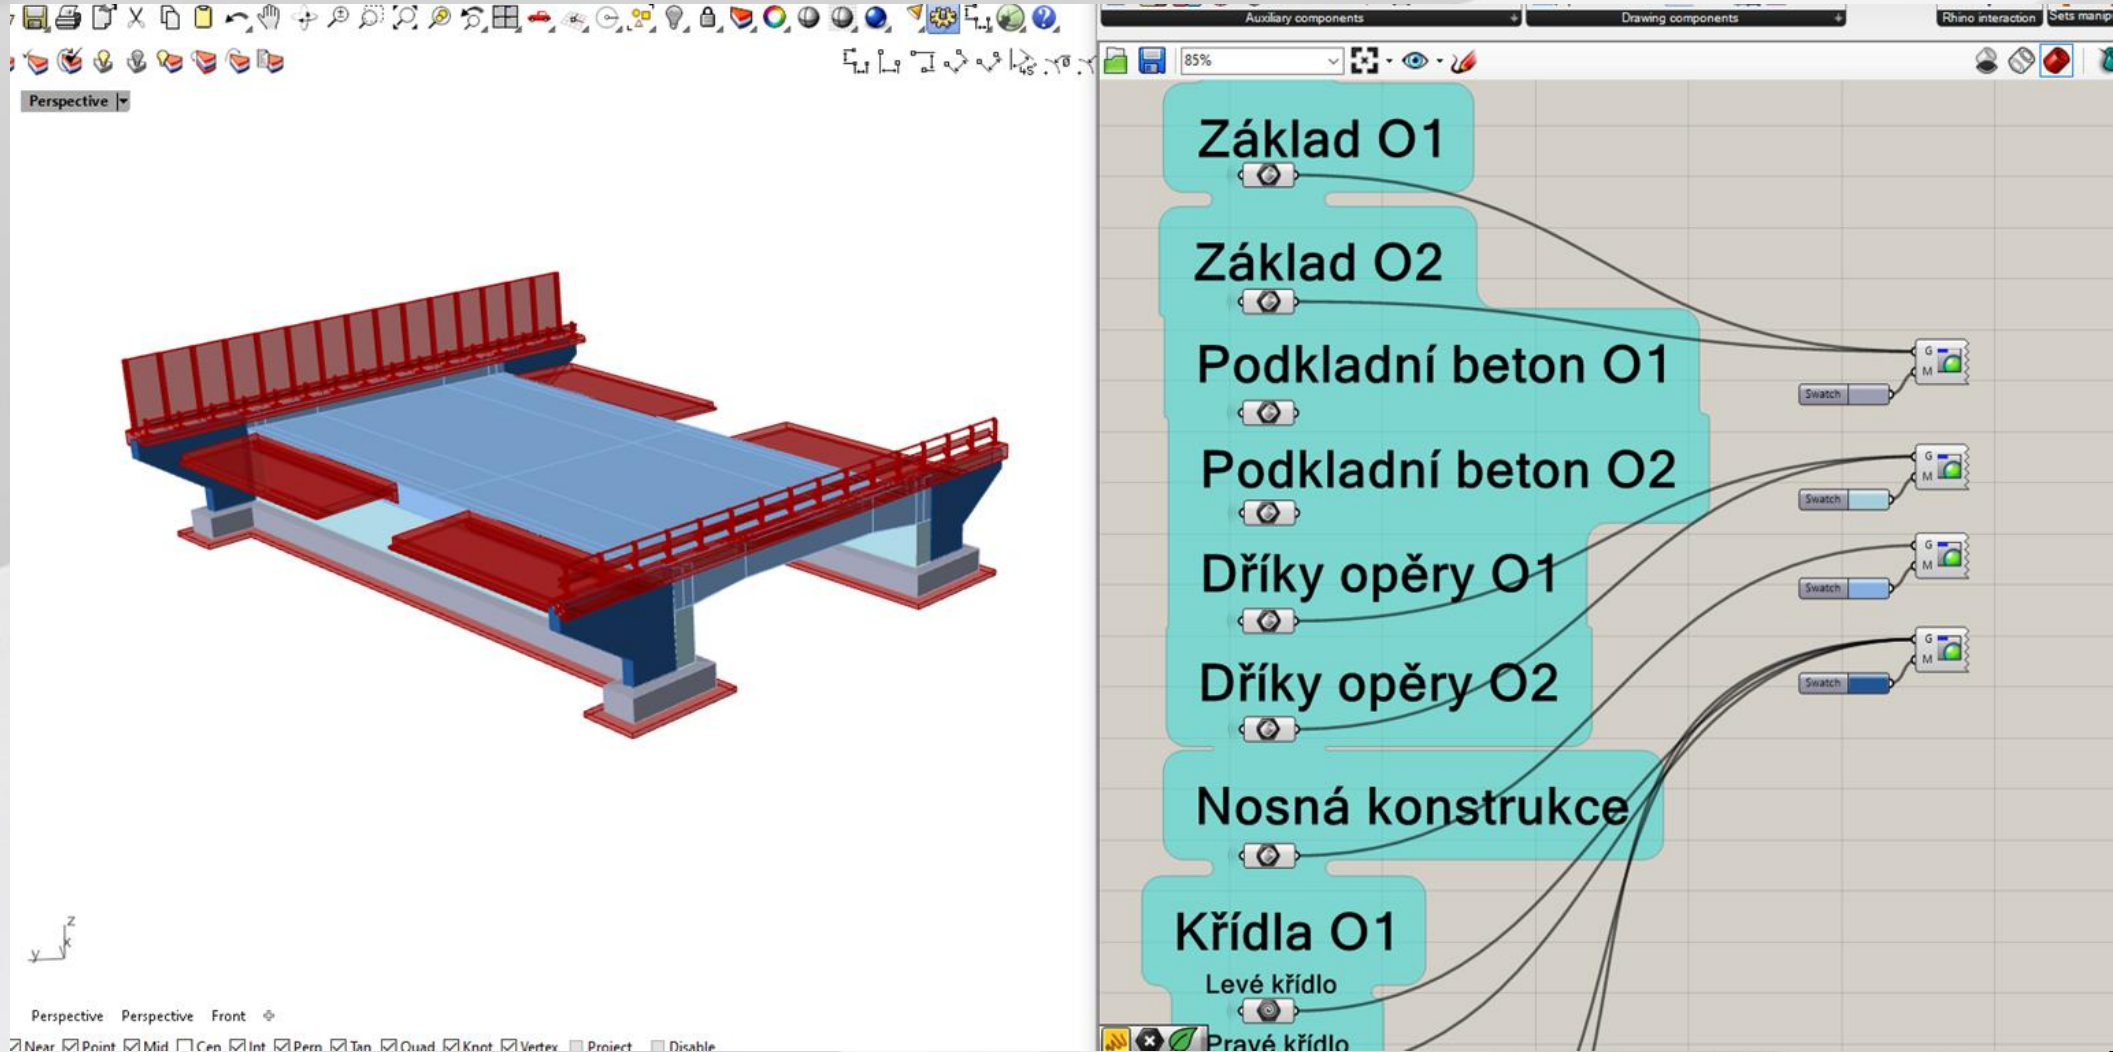 Auxiliary components
Drawing components
Rhino interaction
Sets manip
85%
Perspective
Základ O1
Základ O2
Podkladní beton O1
Podkladní beton O2
Dříky opěry O1
Dříky opěry O2
Nosná konstrukce
Křídla O1
Levé křídlo
Pravé křídlo
G
M
Swatch
G
M
Swatch
G
M
Swatch
G
M
Swatch
z
y
x
Perspective Perspective Front
Near Point Mid Cen Int Perp Tan Quad Knot Vertex Project Disable